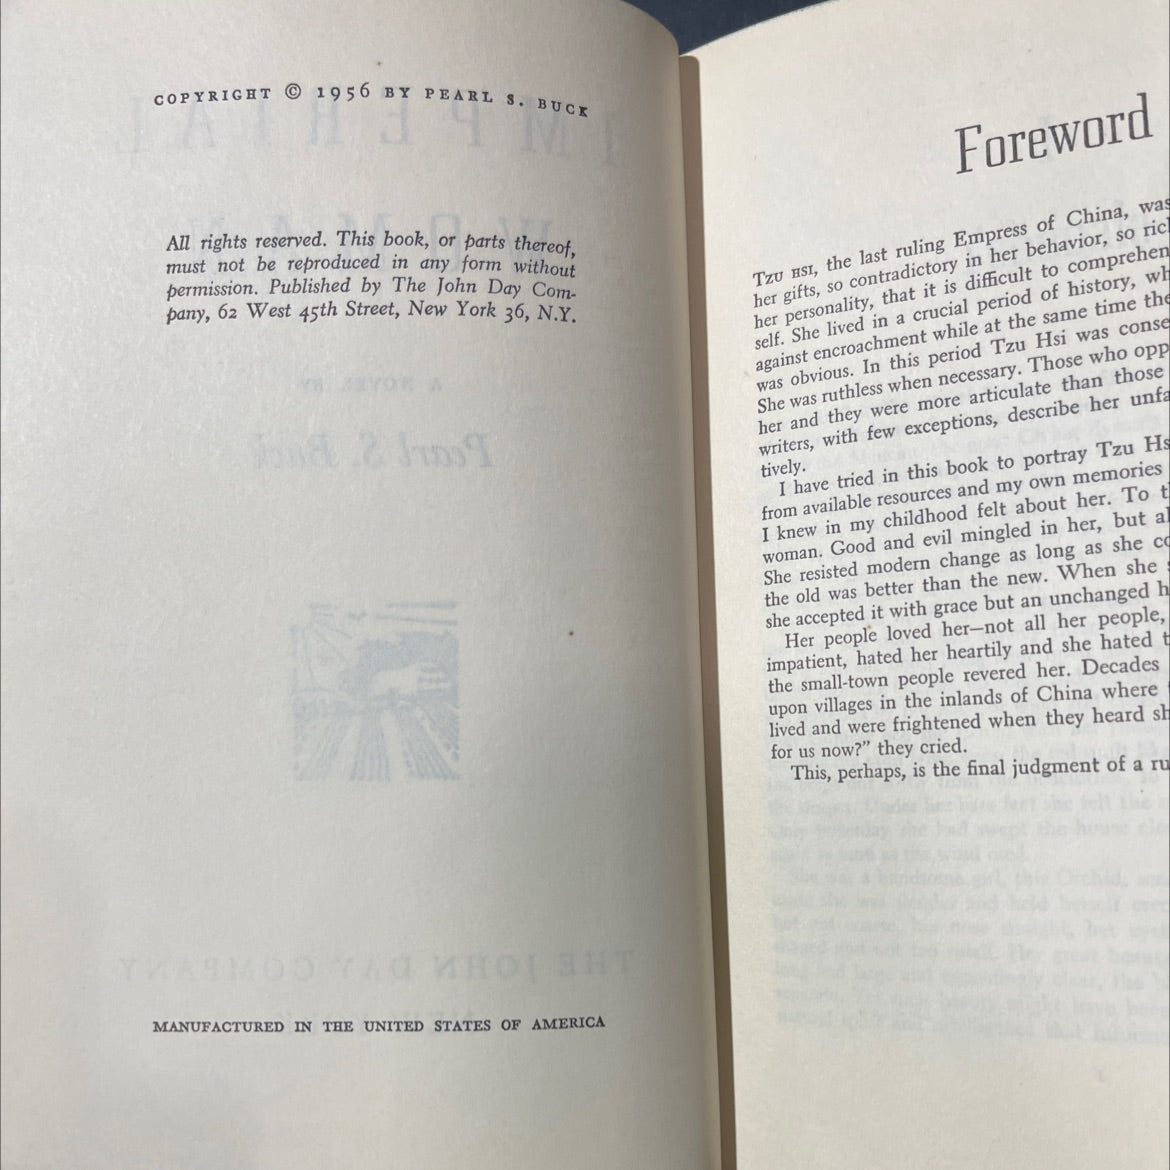 COPYRIGHT © 1956 BY PEARL S. BUCK
All rights reserved. This book, or parts thereof,
must not be reproduced in any form without
permission. Published by The John Day Com-
pany, 62 West 45th Street, New York 36, N.Y.
MANUFACTURED IN THE UNITED STATES OF AMERICA
Foreword
TZU HSI, the last ruling Empress of China, was
her gifts, so contradictory in her behavior, so ric
her personality, that it is difficult to comprehen
self. She lived in a crucial period of history, wh
against encroachment while at the same time the
was obvious. In this period Tzu Hsi was conse
She was ruthless when necessary. Those who opp
her and they were more articulate than those
writers, with few exceptions, describe her unfa
tively.
I have tried in this book to portray Tzu Hs
from available resources and my own memories
I knew in my childhood felt about her. To t
woman. Good and evil mingled in her, but al
She resisted modern change as long as she co
the old was better than the new. When she s
she accepted it with grace but an unchanged h
Her people loved her—not all her people,
impatient, hated her heartily and she hated t
the small-town people revered her. Decades
upon villages in the inlands of China where
lived and were frightened when they heard sh
for us now?” they cried.
This, perhaps, is the final judgment of a ru